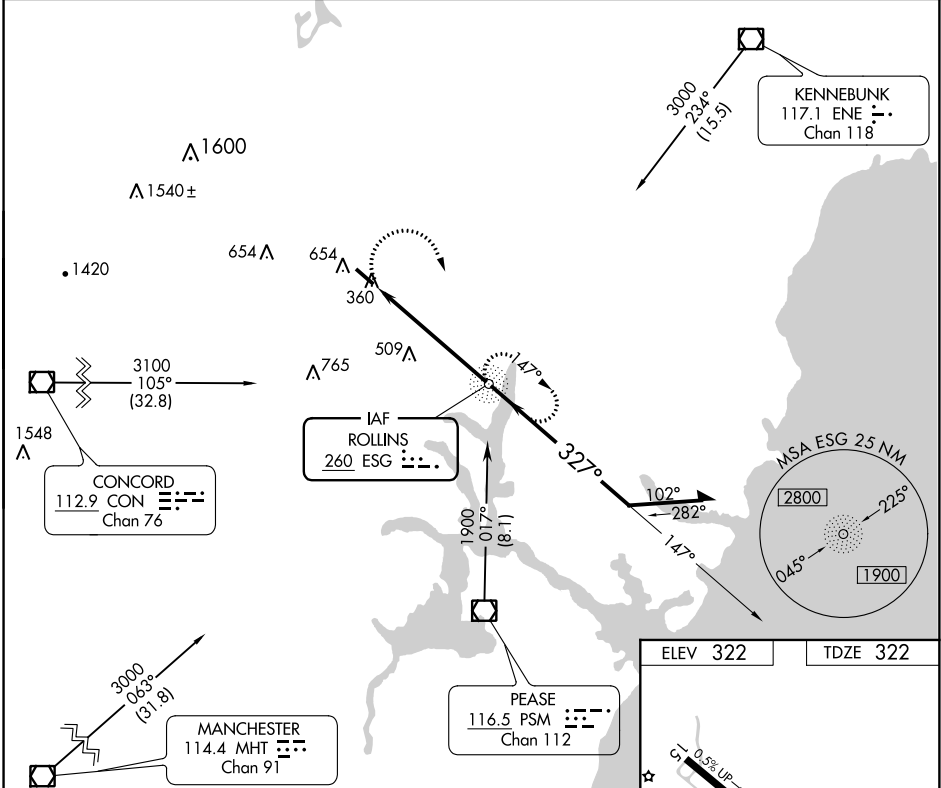 KENNEBUNK
117.1 ENE
Chan 118
3000
234°
(15.5)
1600
1540 ±
1420
654
654
360
509
765
3100
105°
(32.8)
1548
CONCORD
112.9 CON
Chan 76
IAF
ROLLINS
260 ESG
147°
327°
102°
282°
147°
1900
017°
(8.1)
MSA ESG 25 NM
2800
225°
045°
1900
3000
063°
(31.8)
MANCHESTER
114.4 MHT
Chan 91
PEASE
116.5 PSM
Chan 112
ELEV 322
TDZE 322
15
0.5% UP